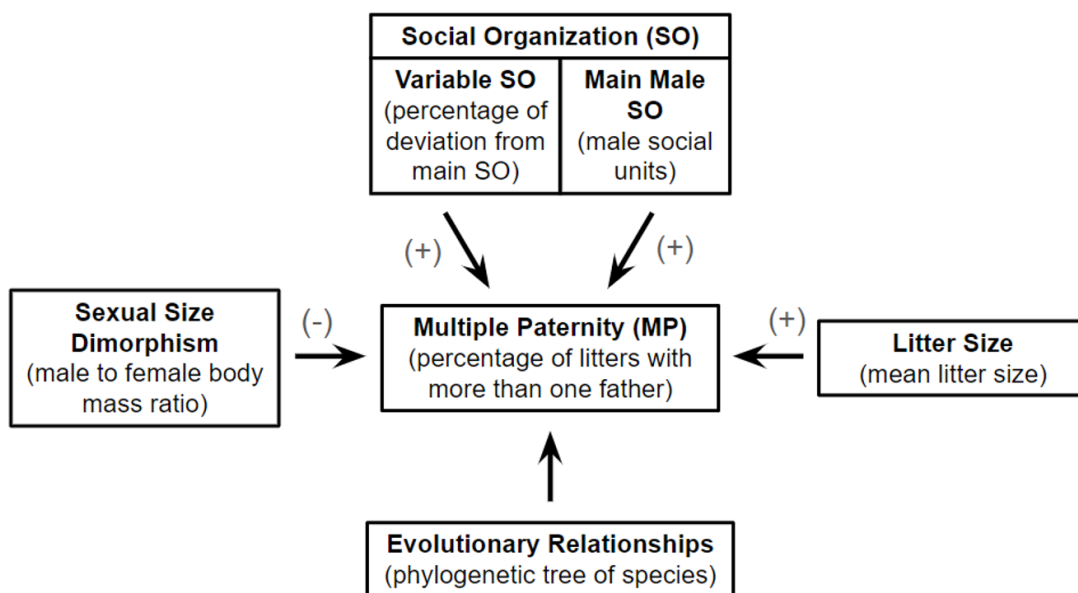 Social Organization (SO)
Variable SO
(percentage of
deviation from
main SO)
Main Male
SO
(male social
units)
(+)
(+)
Sexual Size
Dimorphism
(male to female body
mass ratio)
(-)
Multiple Paternity (MP)
(percentage of litters with
more than one father)
(+)
Litter Size
(mean litter size)
Evolutionary Relationships
(phylogenetic tree of species)